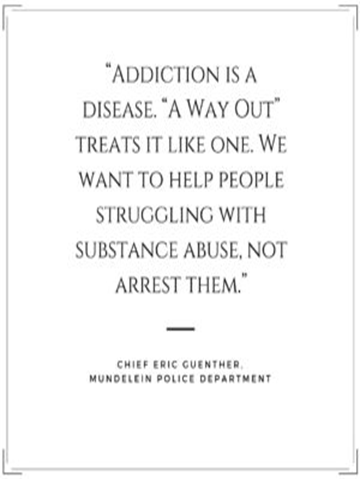 “Addiction is a
disease. “A Way Out”
treats it like one. We
want to help people
struggling with
substance abuse, not
arrest them.”
CHIEF ERIC GUENTHER,
MUNDELEIN POLICE DEPARTMENT